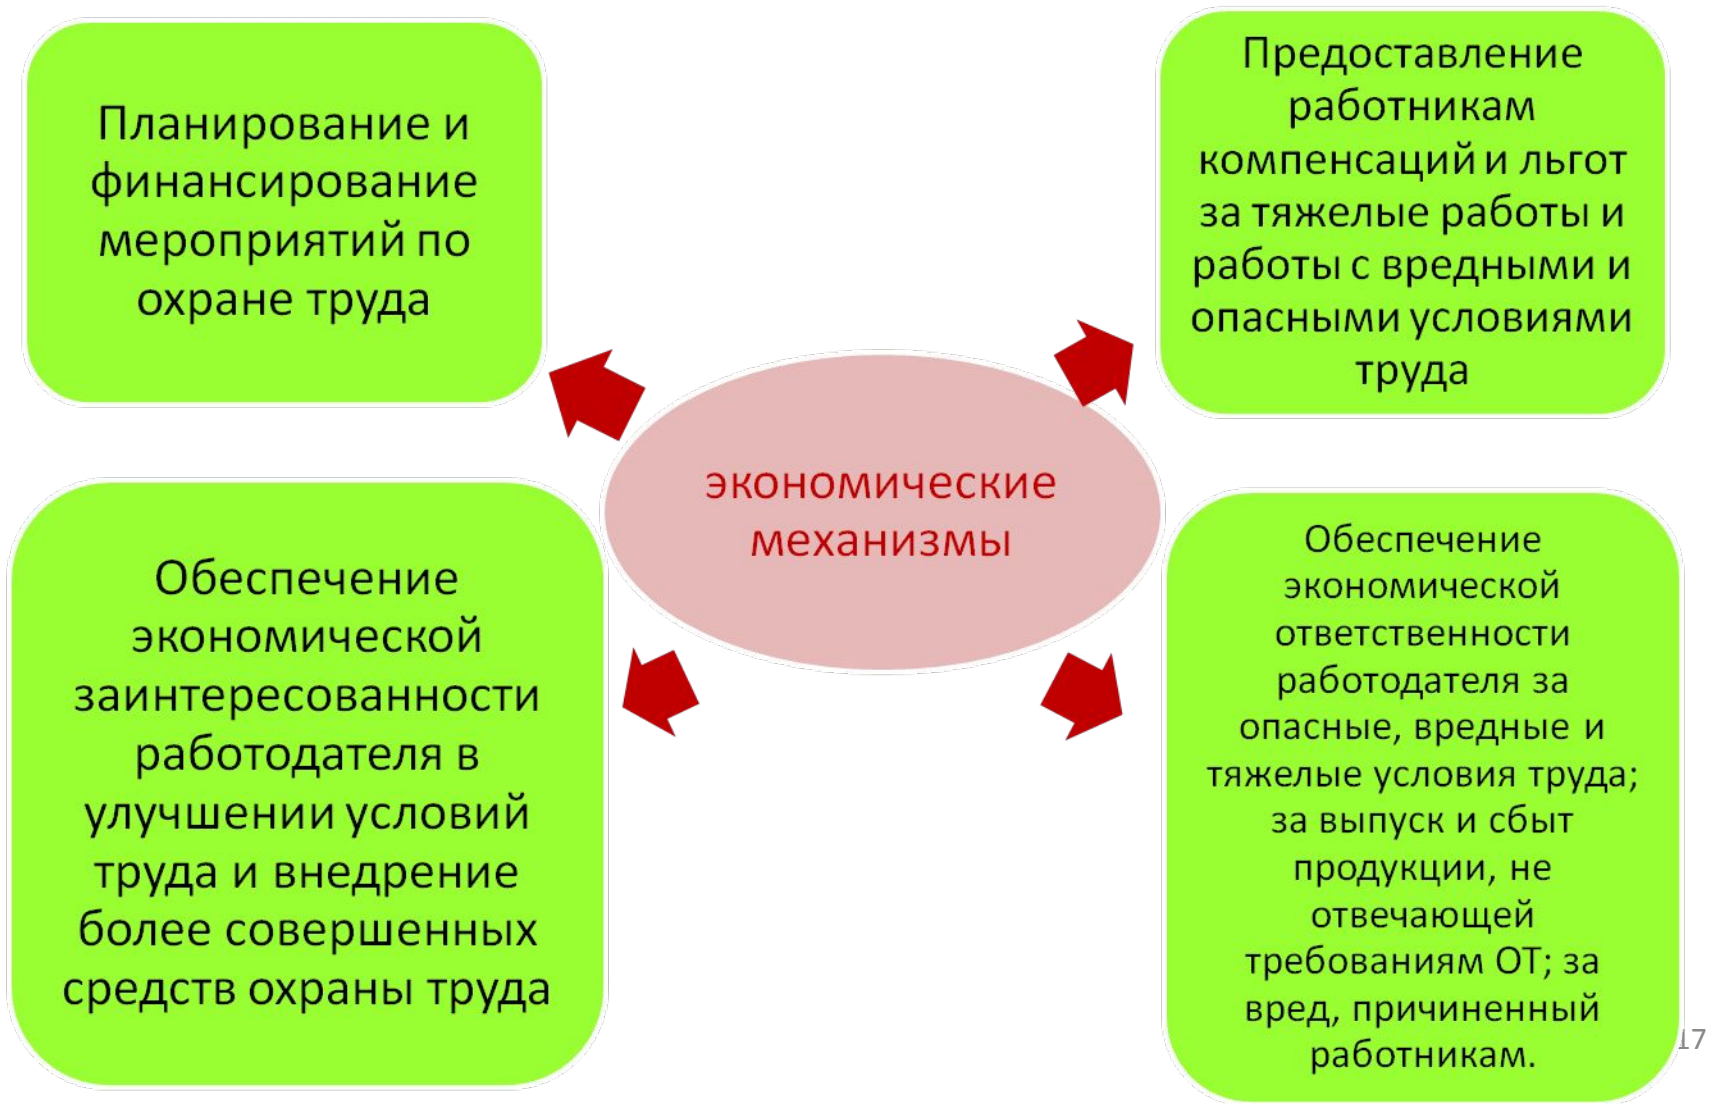 Планирование и
финансирование
мероприятий по
охране труда
Предоставление
работникам
компенсаций и льгот
за тяжелые работы и
работы с вредными и
опасными условиями
труда
экономические
механизмы
Обеспечение
экономической
заинтересованности
работодателя в
улучшении условий
труда и внедрение
более совершенных
средств охраны труда
Обеспечение
экономической
ответственности
работодателя за
опасные, вредные и
тяжелые условия труда;
за выпуск и сбыт
продукции, не
отвечающей
требованиям ОТ; за
вред, причиненный
работникам.
17